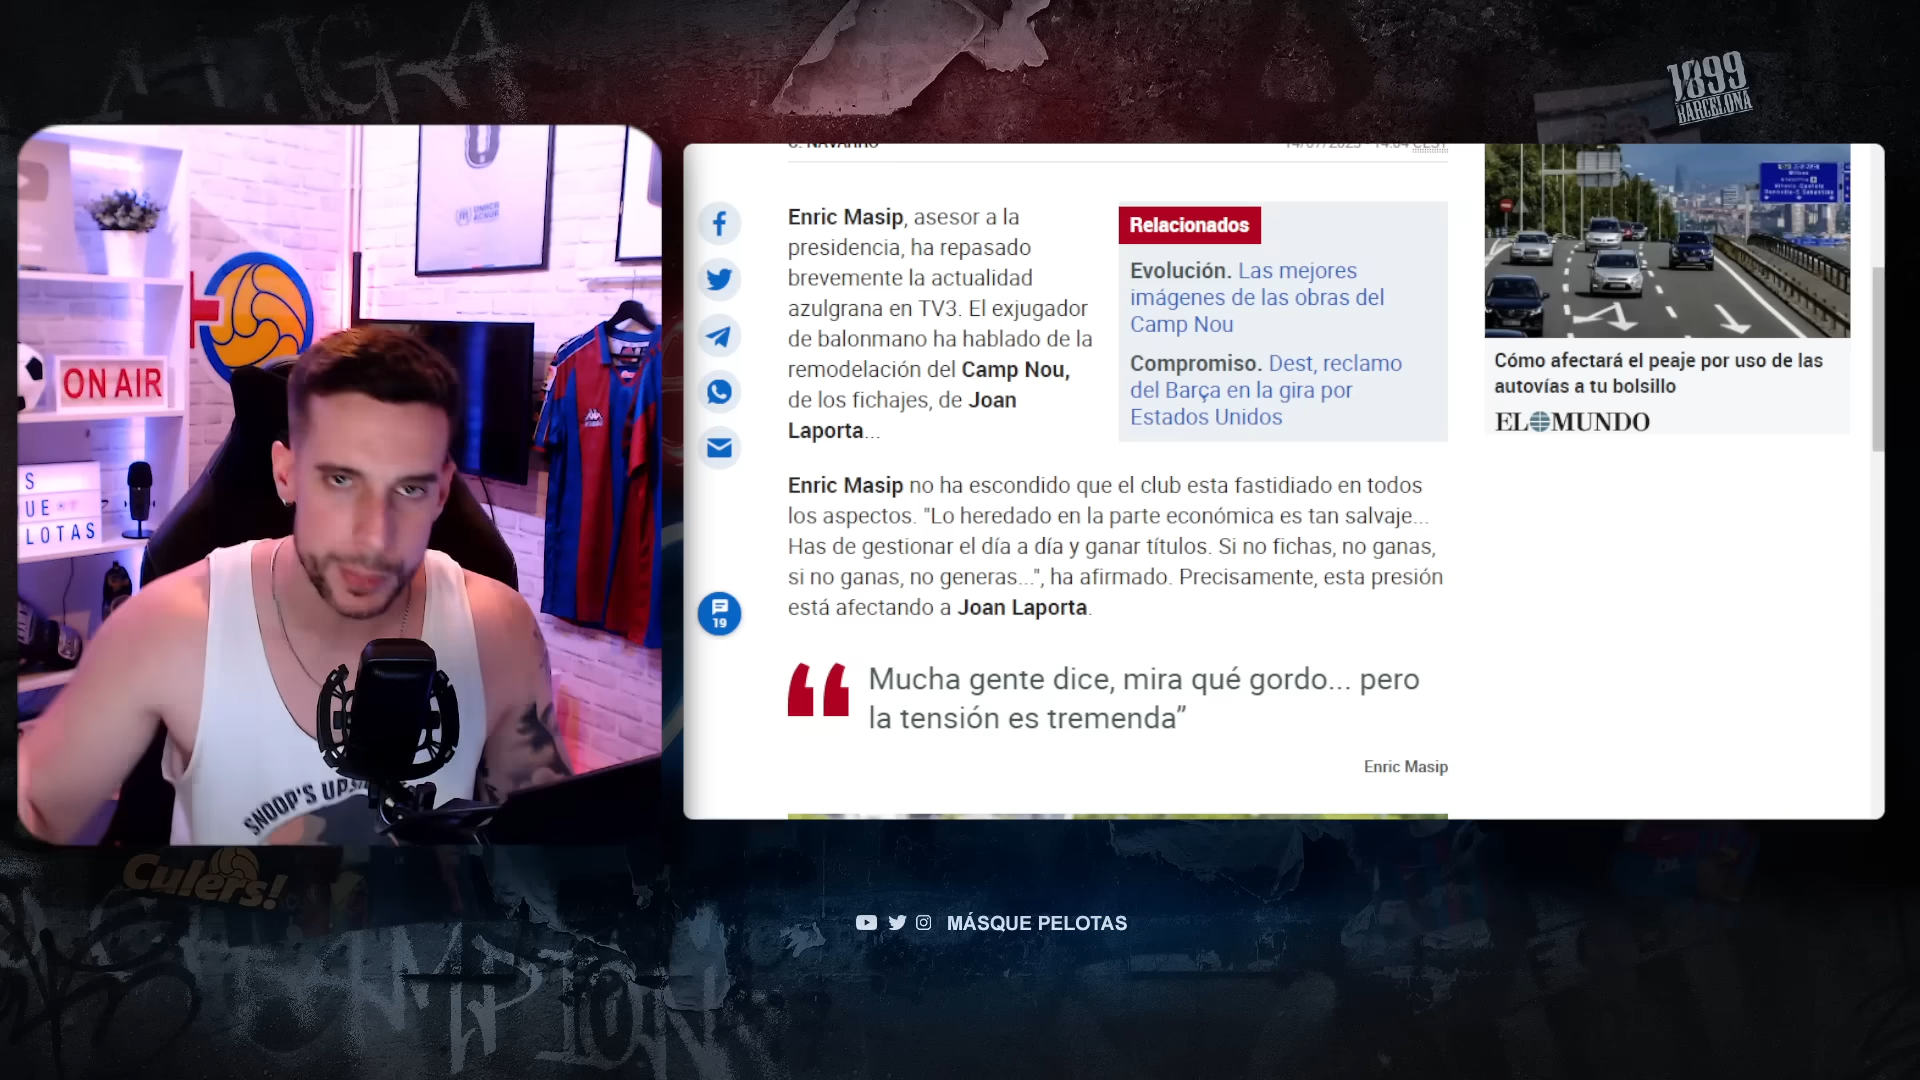 1899
BARCELONA
ON AIR
S
UE
LOTAS
SNOOP'S
Enric Masip, asesor a la
presidencia, ha repasado
brevemente la actualidad
azulgrana en TV3. El exjugador
de balonmano ha hablado de la
remodelación del Camp Nou,
de los fichajes, de Joan
Laporta...
Relacionados
Evolución. Las mejores
imágenes de las obras del
Camp Nou
Compromiso. Dest, reclamo
del Barça en la gira por
Estados Unidos
Enric Masip no ha escondido que el club esta fastidiado en todos
los aspectos. "Lo heredado en la parte económica es tan salvaje...
Has de gestionar el día a día y ganar títulos. Si no fichas, no ganas,
si no ganas, no generas...", ha afirmado. Precisamente, esta presión
está afectando a Joan Laporta.
19
Mucha gente dice, mira qué gordo... pero
la tensión es tremenda”
Enric Masip
Cómo afectará el peaje por uso de las
autovías a tu bolsillo
EL MUNDO
Culers!
MÁSQUE PELOTAS